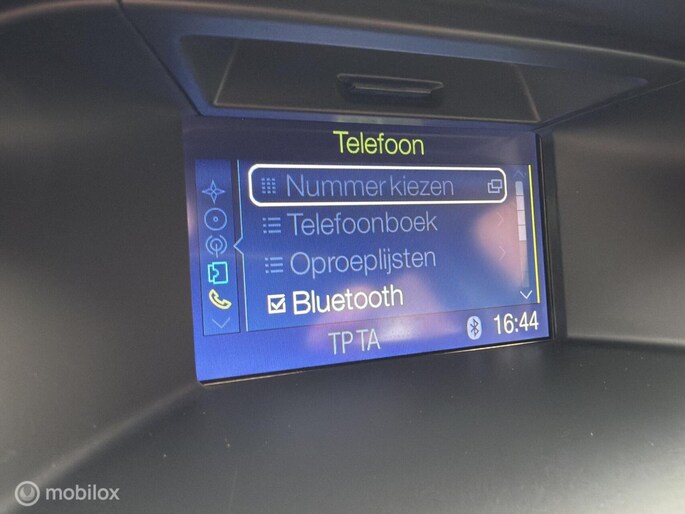 Telefoon
Nummer kiezen
Telefoonboek
Oproeplijsten
Bluetooth
TP TA
16:44
mobilox